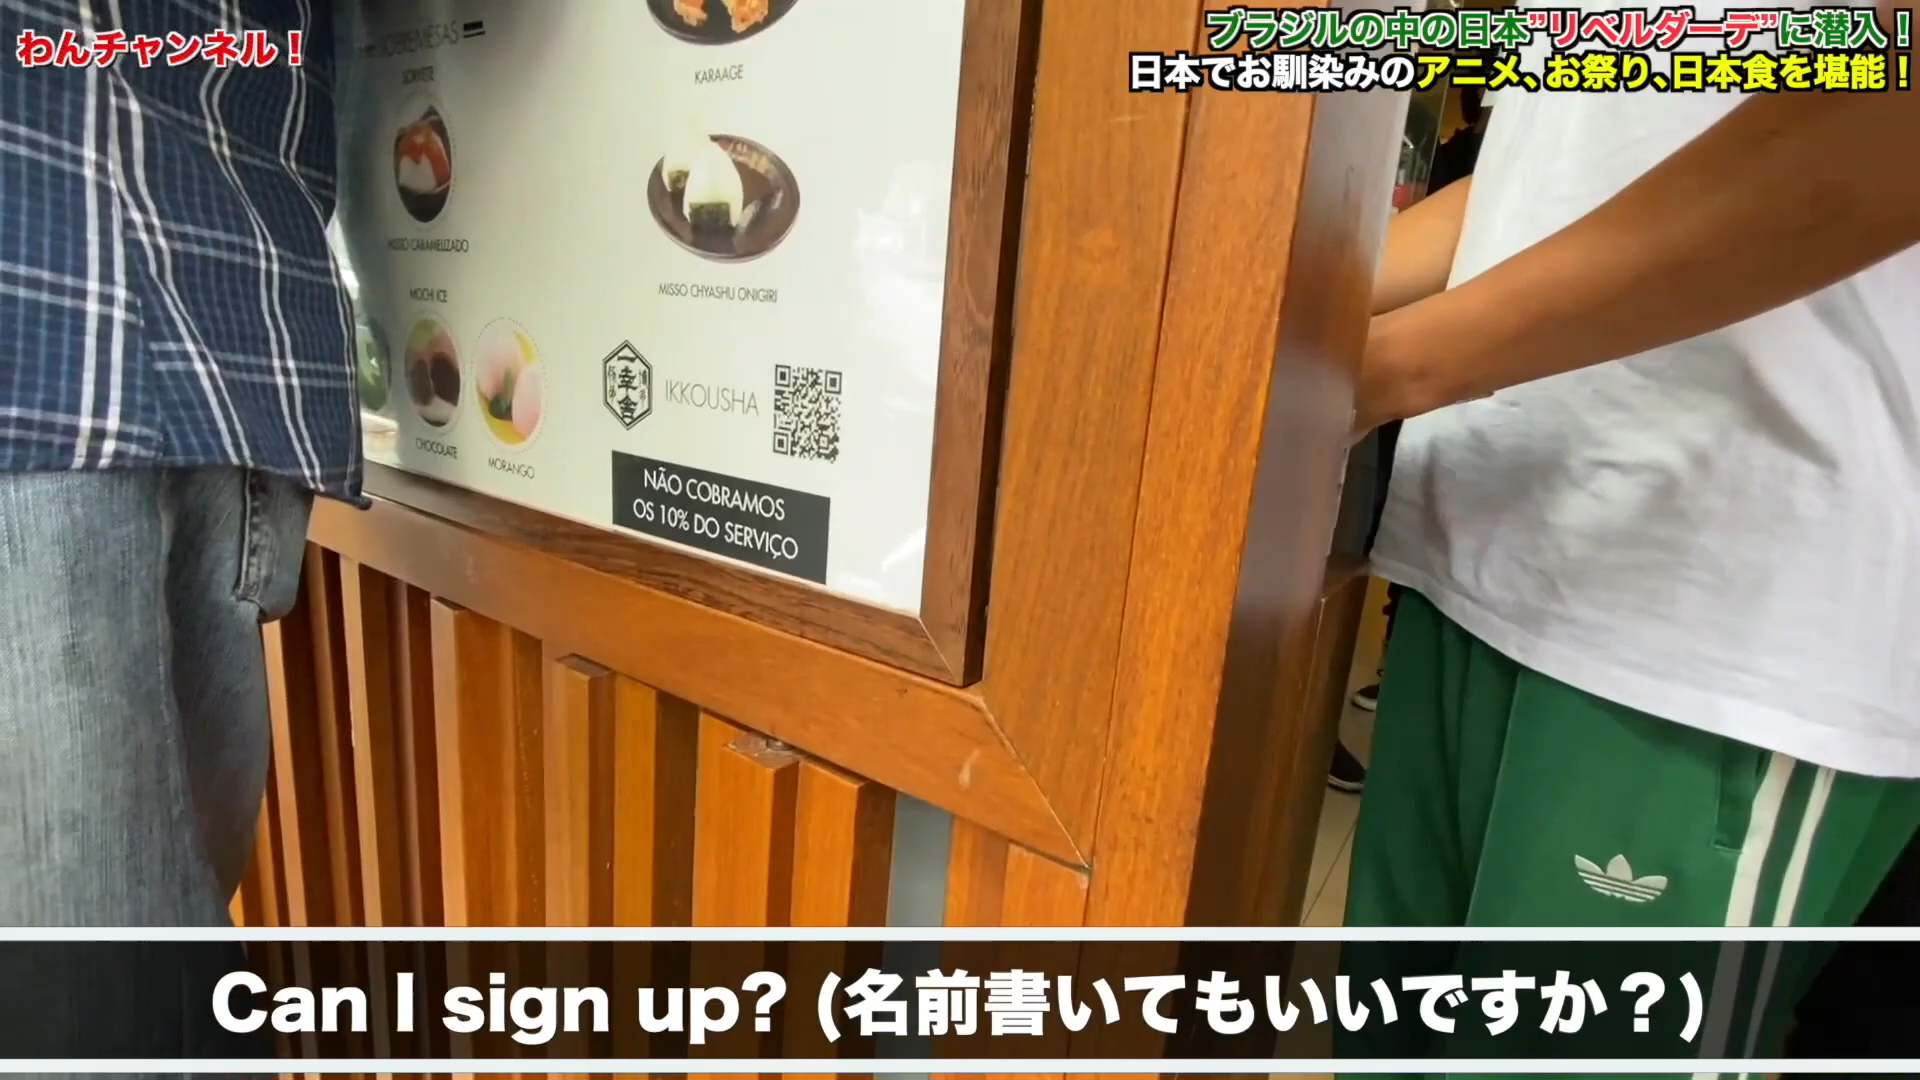 わんチャンネル！
ブラジルの中の日本”リベルダーデ”に潜入！
日本でお馴染みのアニメ、お祭り、日本食を堪能！
SOBREMESAS
SORVETE
KARAAGE
MISSO CARAMELIZADO
MISSO CHYASHU ONIGIRI
MOCHI ICE
CHOCOLATE
MORANGO
一幸舎
IKKOUSHA
NÃO COBRAMOS
OS 10% DO SERVIÇO
Can I sign up? (名前書いてもいいですか？)